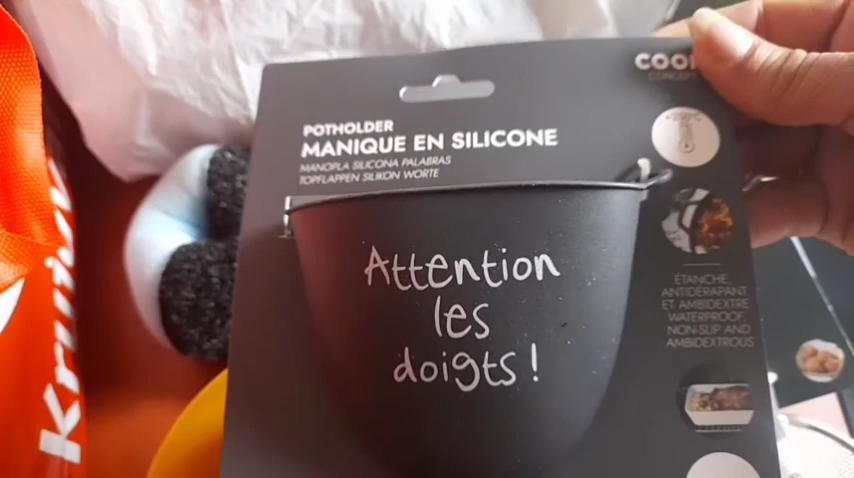 COOK
CONCEPT
+250°C
POTHOLDER
MANIQUE EN SILICONE
MANOPLA SILICONA PALABRAS
TOPFLAPPEN SILIKON WORTE
Attention
les
doigts !
ÉTANCHE,
ANTIDÉRAPANT
ET AMBIDEXTRE
WATERPROOF,
NON-SLIP AND
AMBIDEXTROUS